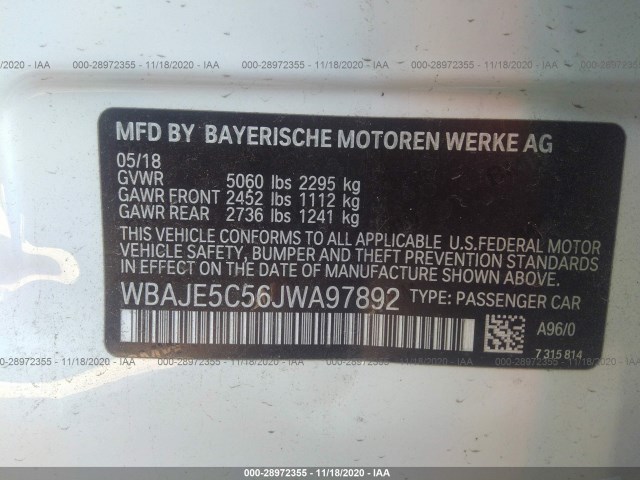 000-28972355 - 11/18/2020 - IAA
MFD BY BAYERISCHE MOTOREN WERKE AG
05/18
GVWR 5060 lbs 2295 kg
GAWR FRONT 2452 lbs 1112 kg
GAWR REAR 2736 lbs 1241 kg
THIS VEHICLE CONFORMS TO ALL APPLICABLE U.S.FEDERAL MOTOR
VEHICLE SAFETY, BUMPER AND THEFT PREVENTION STANDARDS
IN EFFECT ON THE DATE OF MANUFACTURE SHOWN ABOVE.
WBAJE5C56JWA97892 TYPE: PASSENGER CAR
A96/0
7 315 814
000-28972355 - 11/18/2020 - IAA